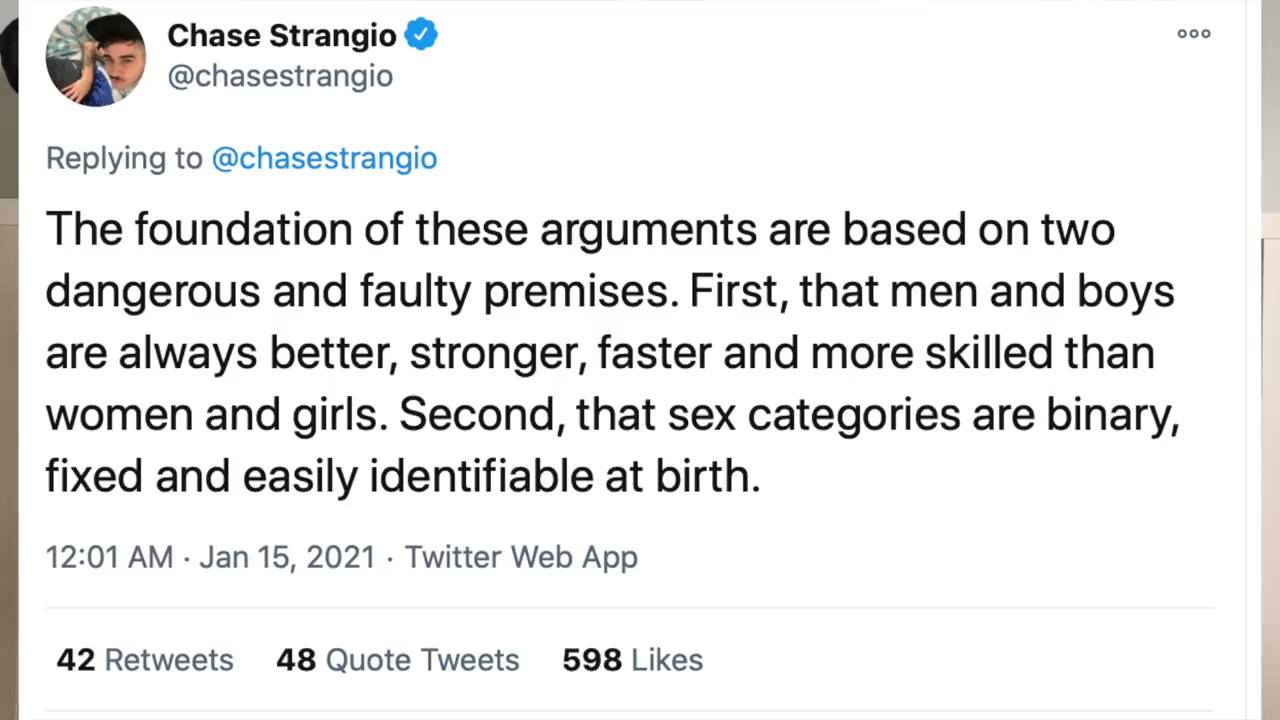 Chase Strangio
@chasestrangio
Replying to @chasestrangio
The foundation of these arguments are based on two
dangerous and faulty premises. First, that men and boys
are always better, stronger, faster and more skilled than
women and girls. Second, that sex categories are binary,
fixed and easily identifiable at birth.
12:01 AM · Jan 15, 2021 · Twitter Web App
42 Retweets 48 Quote Tweets 598 Likes